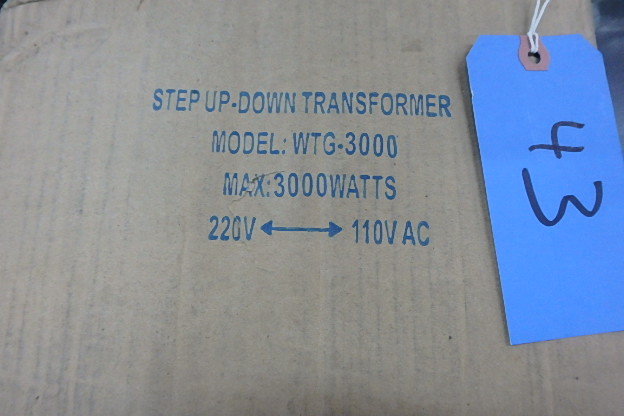 STEP UP-DOWN TRANSFORMER
MODEL: WTG-3000
MAX: 3000WATTS
220V ⟷ 110V AC
43